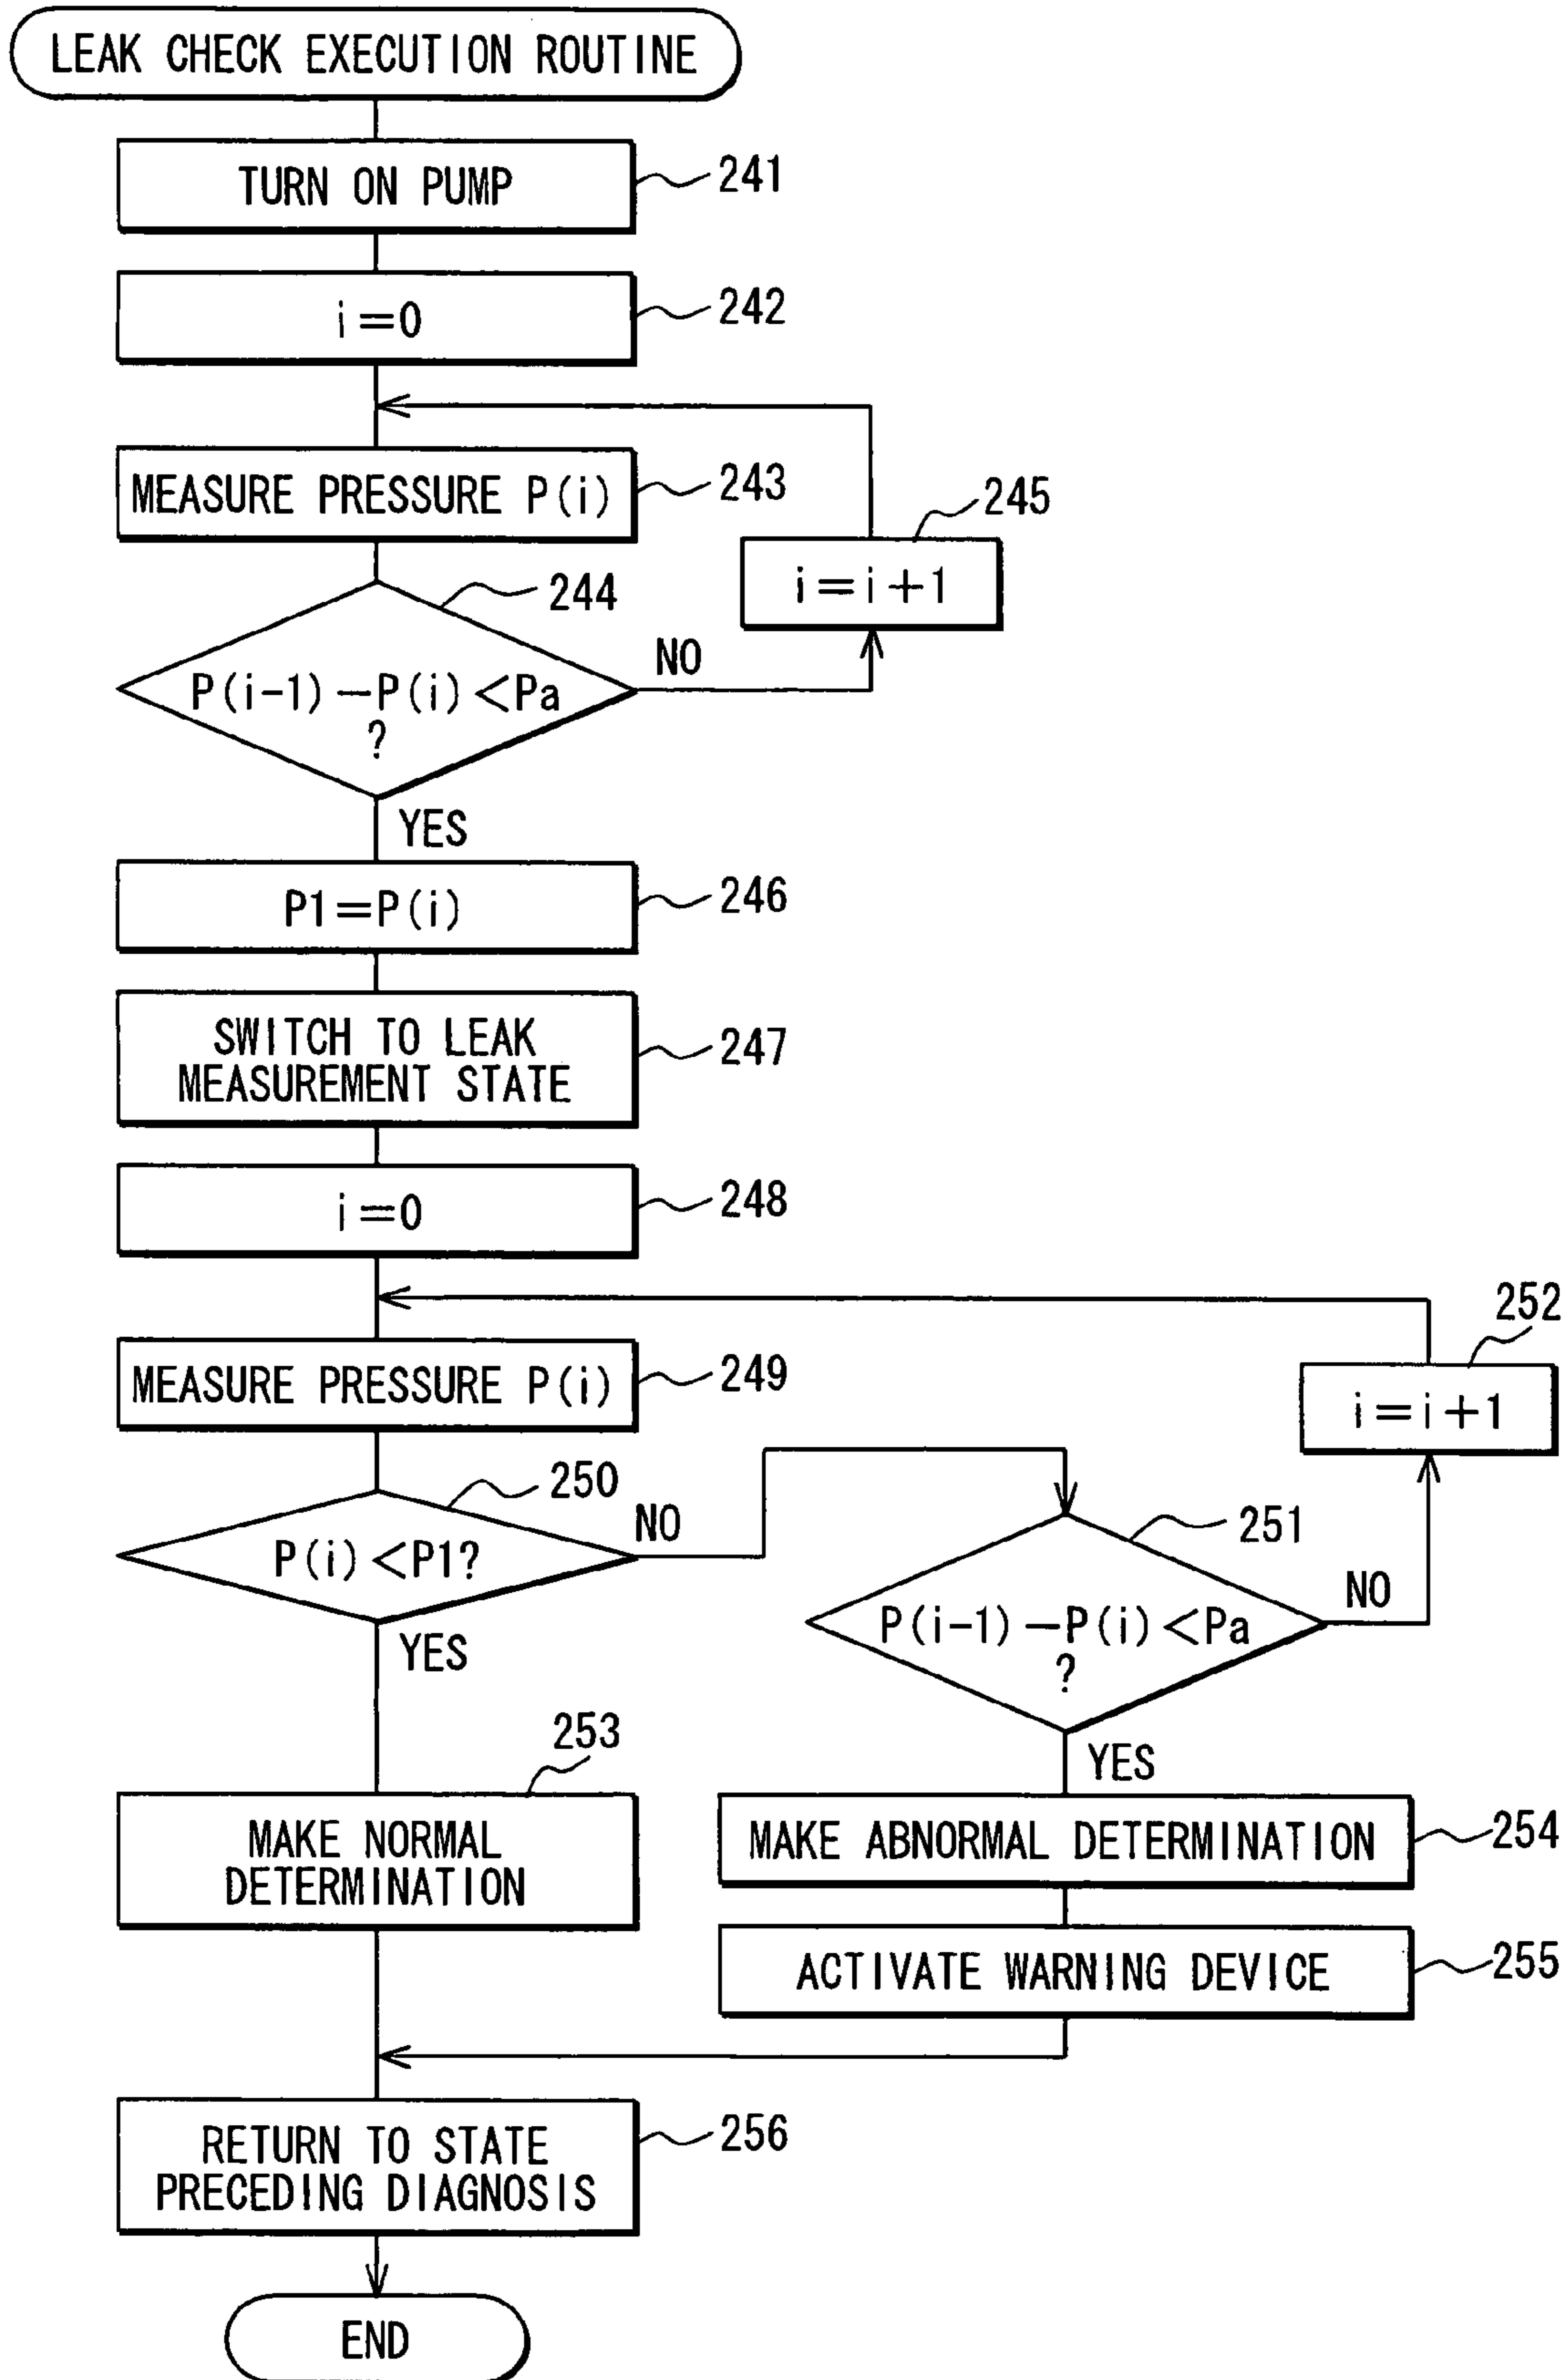 LEAK CHECK EXECUTION ROUTINE
TURN ON PUMP
241
i=0
242
MEASURE PRESSURE P(i)
243
245
i=i+1
244
P(i-1)-P(i)<Pa
?
NO
YES
P1=P(i)
246
SWITCH TO LEAK
MEASUREMENT STATE
247
i=0
248
252
i=i+1
MEASURE PRESSURE P(i)
249
250
P(i)<P1?
NO
YES
251
P(i-1)-P(i)<Pa
?
NO
YES
253
MAKE NORMAL
DETERMINATION
MAKE ABNORMAL DETERMINATION
254
ACTIVATE WARNING DEVICE
255
RETURN TO STATE
PRECEDING DIAGNOSIS
256
END